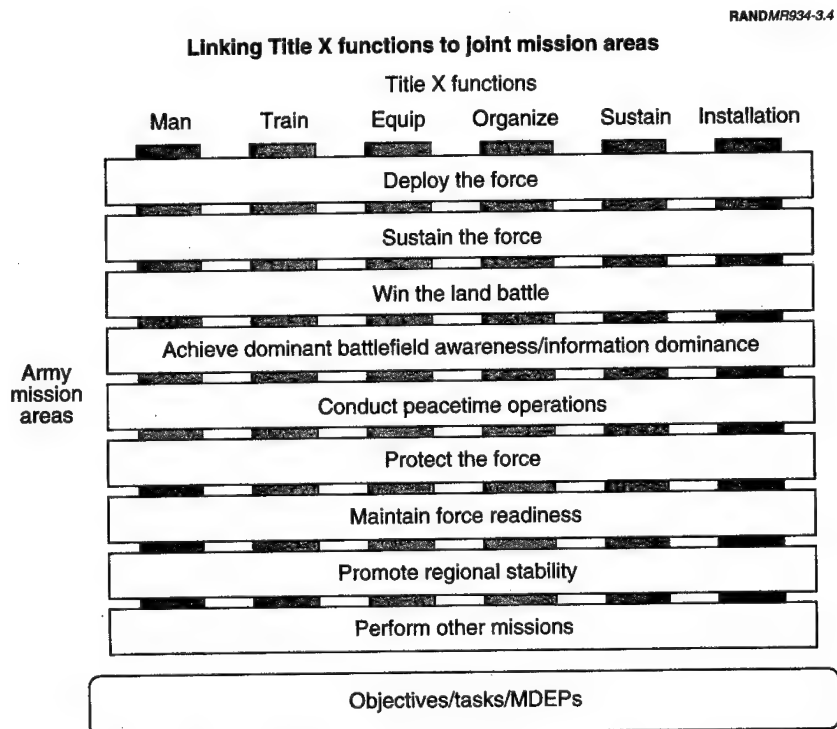 RANDMR934-3.4
Linking Title X functions to joint mission areas
Title X functions
Man Train Equip Organize Sustain Installation
Deploy the force
Sustain the force
Win the land battle
Achieve dominant battlefield awareness/information dominance
Army
mission
areas
Conduct peacetime operations
Protect the force
Maintain force readiness
Promote regional stability
Perform other missions
Objectives/tasks/MDEPs